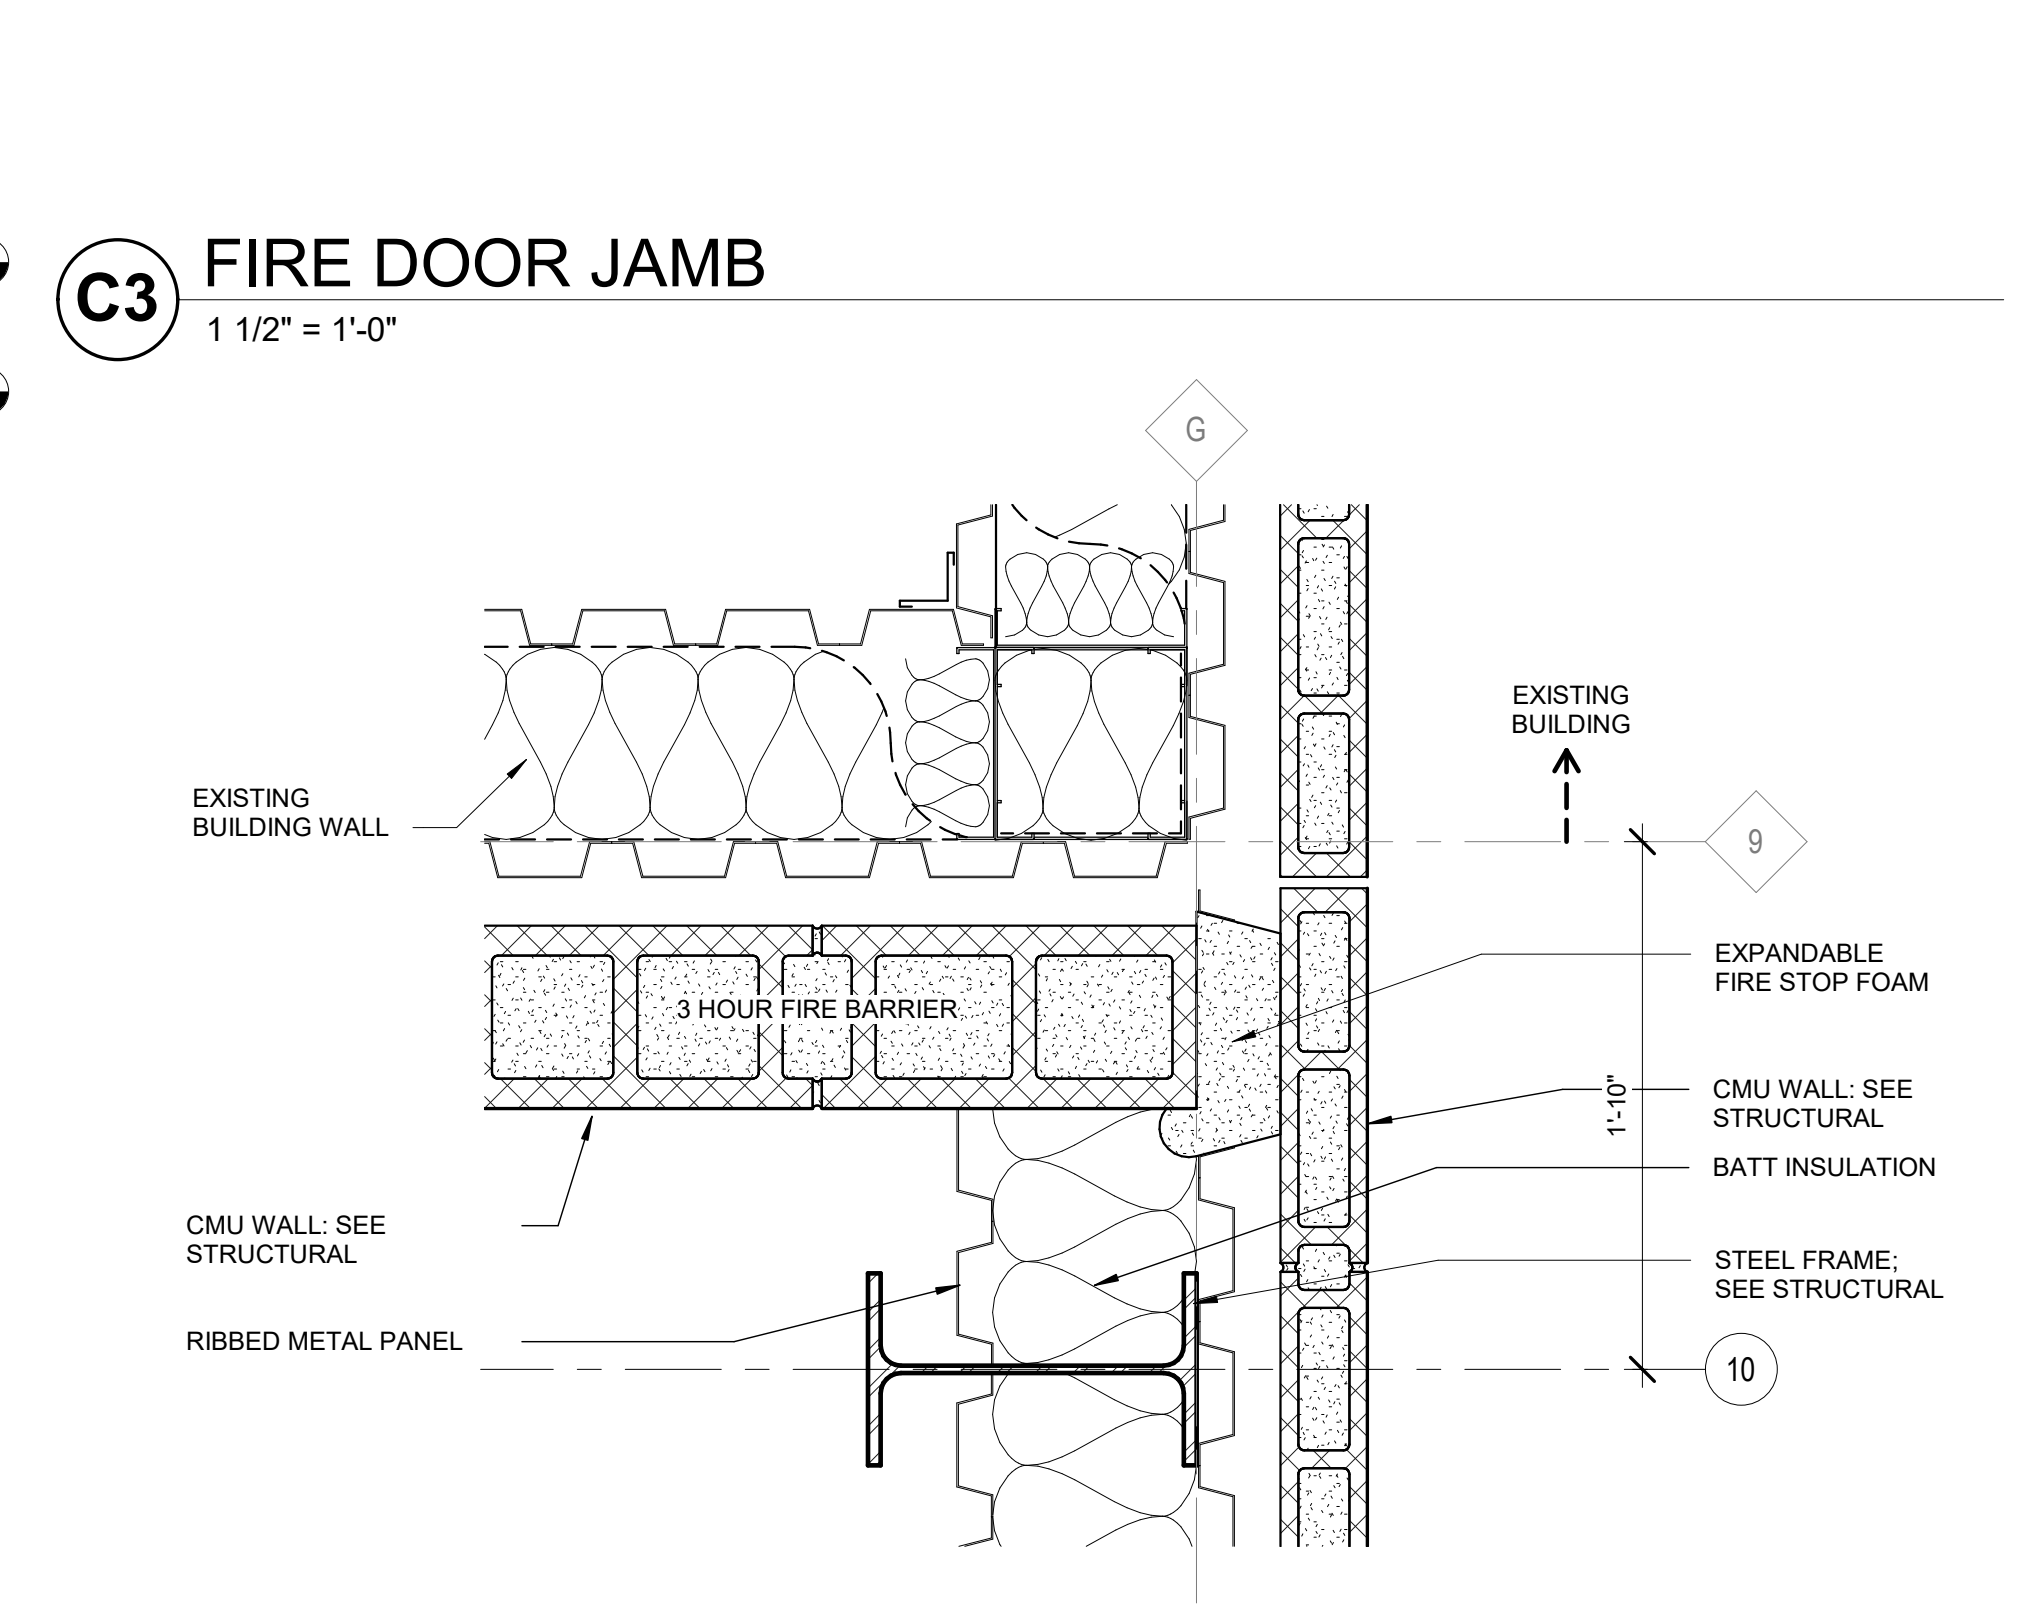 C3
FIRE DOOR JAMB
1 1/2" = 1'-0"
G
EXISTING
BUILDING
EXISTING
BUILDING WALL
9
EXPANDABLE
FIRE STOP FOAM
3 HOUR FIRE BARRIER
1'-10"
CMU WALL: SEE
STRUCTURAL
BATT INSULATION
CMU WALL: SEE
STRUCTURAL
STEEL FRAME;
SEE STRUCTURAL
RIBBED METAL PANEL
10